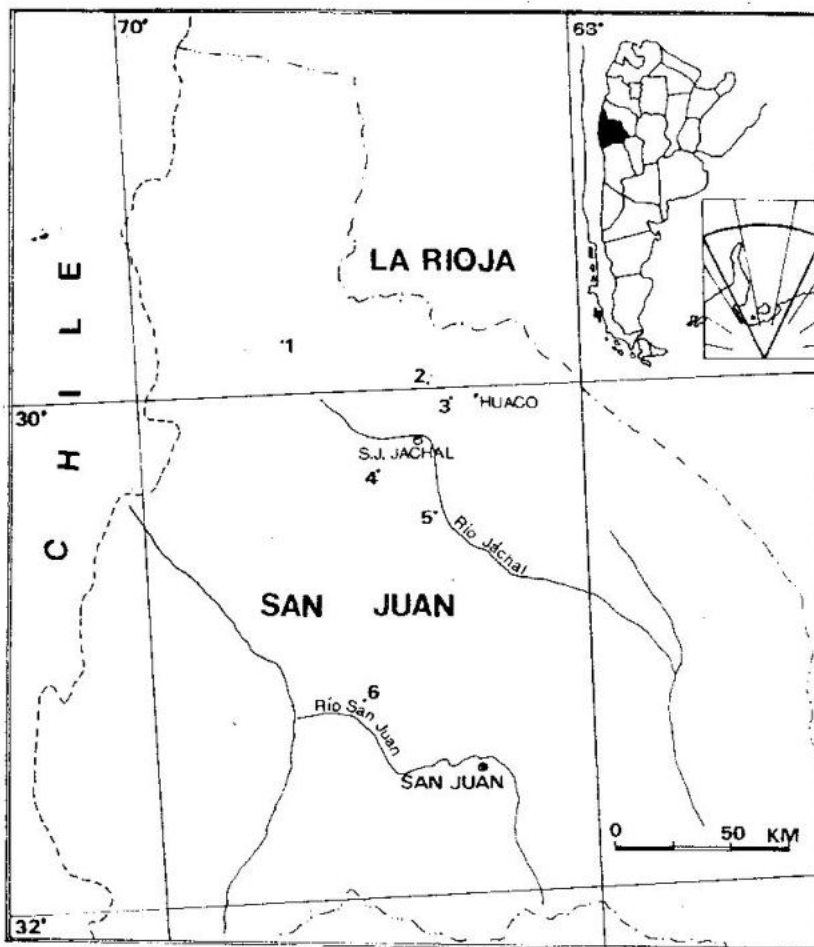 70°
63°
LA RIOJA
CHILE
1
2
30°
3
HUACO
S.J. JACHAL
4
5
Río Jáchal
SAN JUAN
6
Río San Juan
SAN JUAN
0 50 KM
32°